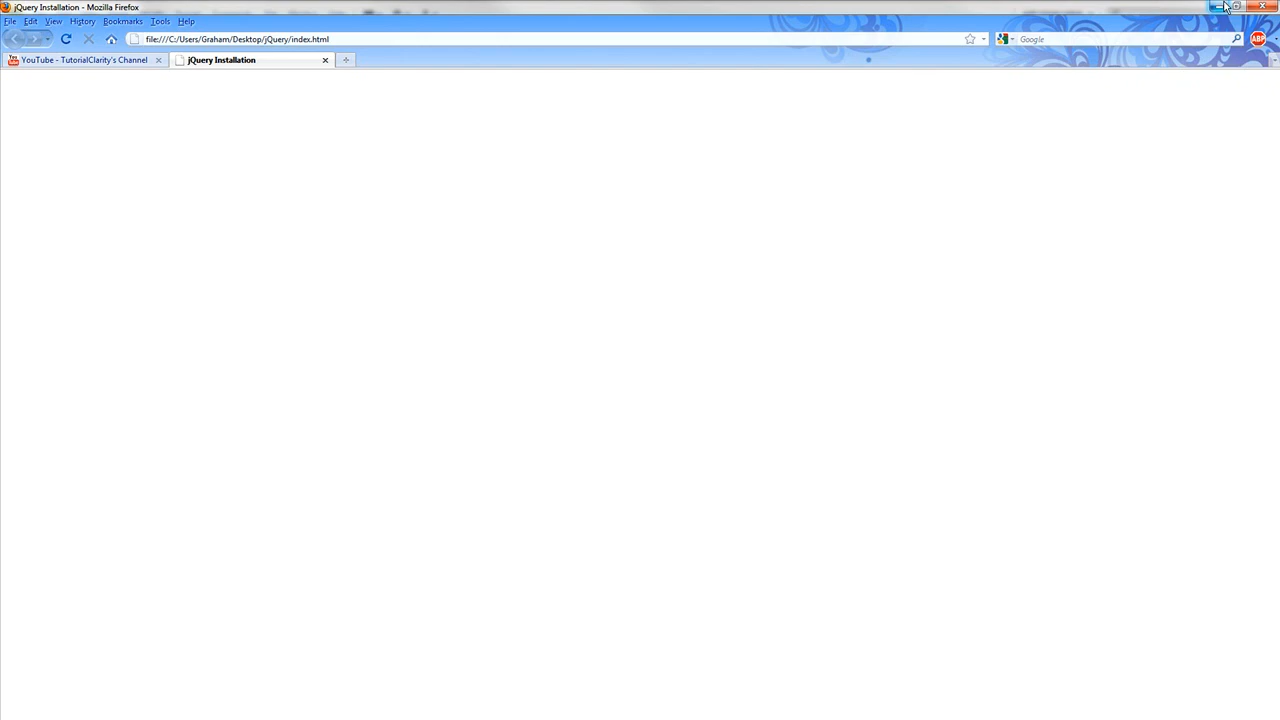 jQuery Installation - Mozilla Firefox
File Edit View History Bookmarks Tools Help
file:///C:/Users/Graham/Desktop/jQuery/index.html Google ABP
YouTube - TutorialClarity's Channel jQuery Installation